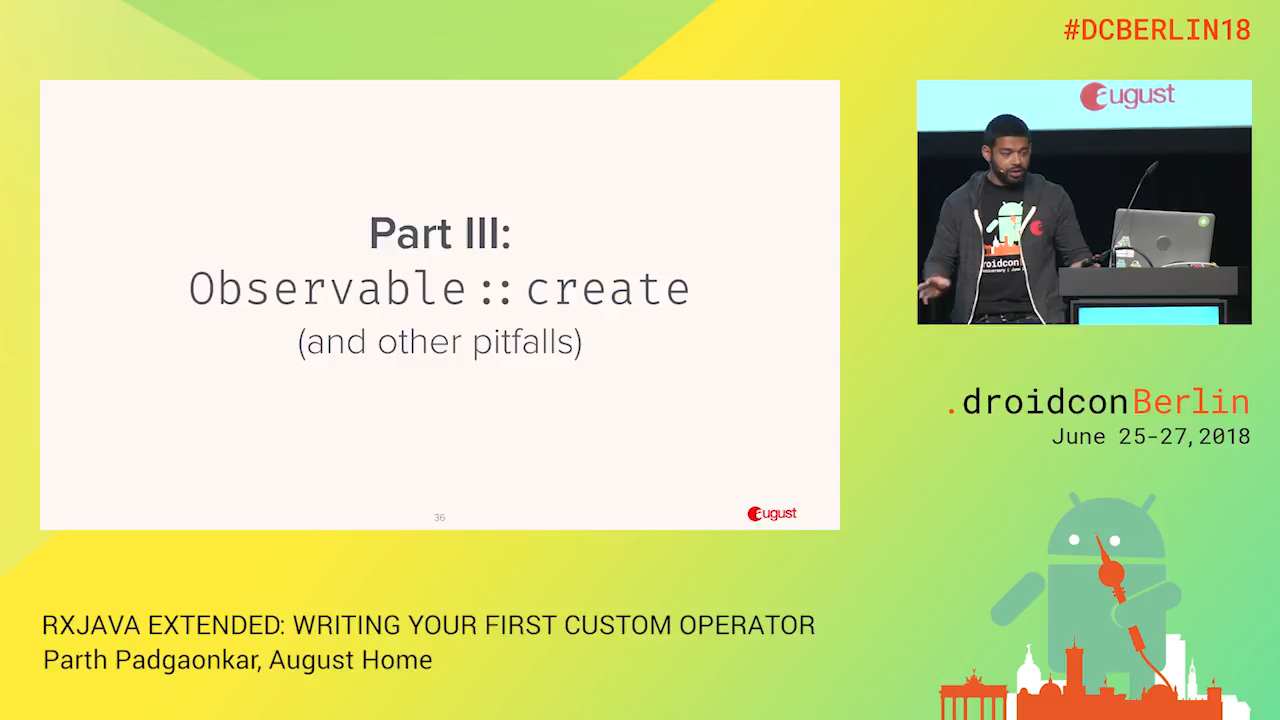 #DCBERLIN18
august
Part III:
Observable::create
(and other pitfalls)
36
august
.droidconBerlin
June 25-27,2018
RXJAVA EXTENDED: WRITING YOUR FIRST CUSTOM OPERATOR
Parth Padgaonkar, August Home